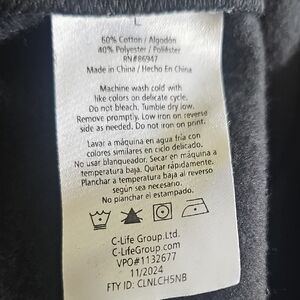 L
60% Cotton / Algodón
40% Polyester / Poliéster
RN#86947
Made in China / Hecho En China
Machine wash cold with
like colors on delicate cycle.
Do not bleach. Tumble dry low.
Remove promptly. Low iron on reverse
side as needed. Do not iron on print.
Lavar a máquina en agua fría con
colores similares en ciclo delicado.
No usar blanqueador. Secar en máquina a
temperatura baja. Quitar rápidamente.
Planchar a temperatura baja al reverso
según sea necesario.
No planchar el estampado.
C-Life Group.Ltd.
C-LifeGroup.com
VPO#1132677
11/2024
FTY ID: CLNLCH5NB